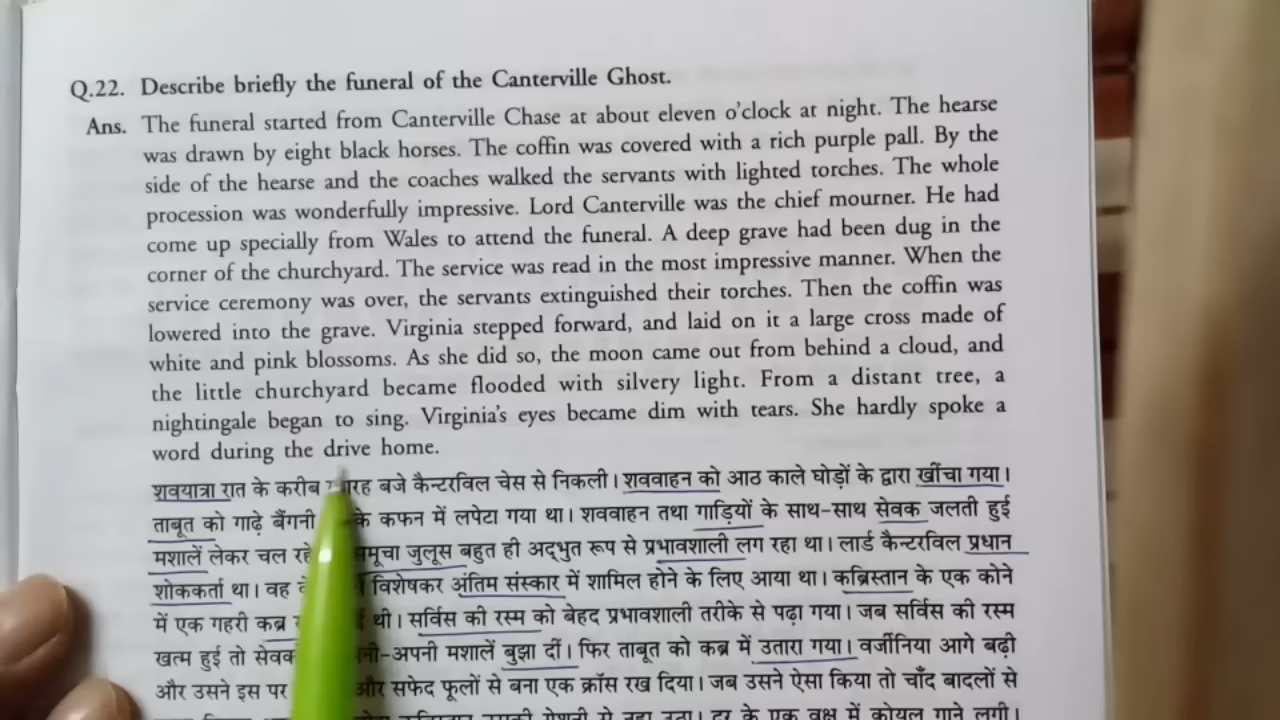 Q.22. Describe briefly the funeral of the Canterville Ghost.
Ans. The funeral started from Canterville Chase at about eleven o'clock at night. The hearse
was drawn by eight black horses. The coffin was covered with a rich purple pall. By the
side of the hearse and the coaches walked the servants with lighted torches. The whole
procession was wonderfully impressive. Lord Canterville was the chief mourner. He had
come up specially from Wales to attend the funeral. A deep grave had been dug in the
corner of the churchyard. The service was read in the most impressive manner. When the
service ceremony was over, the servants extinguished their torches. Then the coffin was
lowered into the grave. Virginia stepped forward, and laid on it a large cross made of
white and pink blossoms. As she did so, the moon came out from behind a cloud, and
the little churchyard became flooded with silvery light. From a distant tree, a
nightingale began to sing. Virginia's eyes became dim with tears. She hardly spoke a
word during the drive home.
शवयात्रा रात के करीब बजे कैन्टरविल चेस से निकली। शववाहन को आठ काले घोड़ों के द्वारा खींचा गया।
ताबूत को गाढ़े बैंगनी के कफन में लपेटा गया था। शववाहन तथा गाड़ियों के साथ-साथ सेवक जलती हुई
मशालें लेकर चल समूचा जुलूस बहुत ही अद्भुत रूप से प्रभावशाली लग रहा था। लार्ड कैन्टरविल प्रधान
शोककर्ता था। वह विशेषकर अंतिम संस्कार में शामिल होने के लिए आया था। कब्रिस्तान के एक कोने
में एक गहरी कब्र थी। सर्विस की रस्म को बेहद प्रभावशाली तरीके से पढ़ा गया। जब सर्विस की रस्म
खत्म हुई तो मशालें बुझा दीं। फिर ताबूत को कब्र में उतारा गया। वर्जीनिया आगे बढ़ी
और उसने इस पर और सफेद फूलों से बना एक क्रॉस रख दिया। जब उसने ऐसा किया तो चाँद बादलों से
दूर के एक वृक्ष में कोयल गाने लगी।